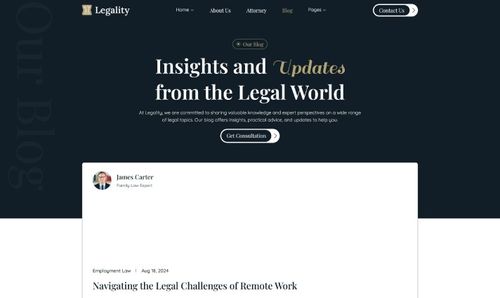 Legality
Home
About Us
Attorney
Blog
Pages
Contact Us
Our Blog
Our Blog
Insights and Updates
from the Legal World
At Legality, we are committed to sharing valuable knowledge and expert perspectives on a wide range
of legal topics. Our blog offers insights, practical advice, and updates to help you.
Get Consultation
James Carter
Family Law Expert
Employment Law | Aug 18, 2024
Navigating the Legal Challenges of Remote Work